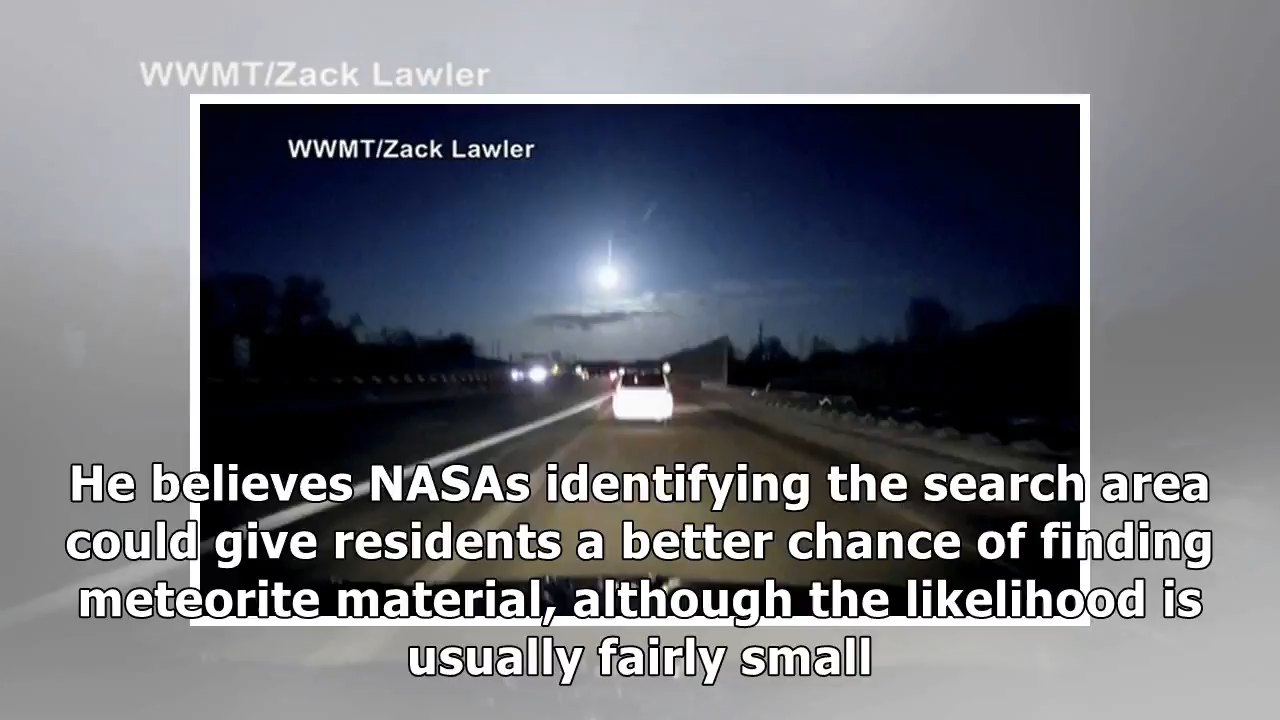 WWMT/Zack Lawler
WWMT/Zack Lawler
He believes NASAs identifying the search area
could give residents a better chance of finding
meteorite material, although the likelihood is
usually fairly small